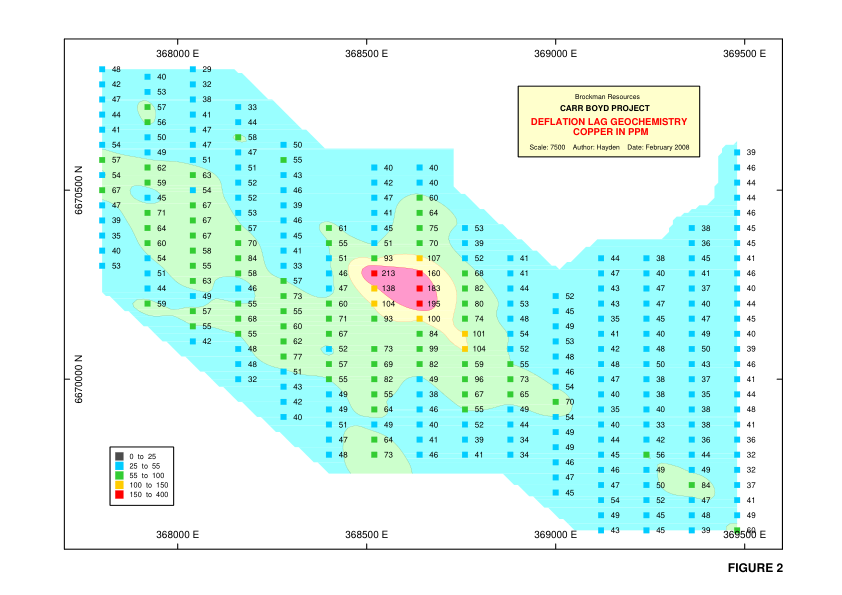 368000 E 368500 E 369000 E 369500 E
48 29
40
42 32
53
47 38
57 33
44 41
56 44
41 47
50 58
54 47 50
49 47 39
57 51 55
62 51 40 40 46
54 63 43
59 52 42 40 44
67 54 46
45 52 47 60 44
47 67 39
71 53 41 64 46
39 67 46
64 57 61 45 75 53 38 45
35 67 45
60 70 55 51 70 39 36 45
40 58 41
54 84 51 93 107 52 41 44 38 45 41
53 55 33
51 58 46 213 160 68 41 47 40 41 46
63 57
44 46 47 138 183 82 44 43 47 37 40
49 73 52
59 55 60 104 195 80 53 43 47 40 44
57 55 45
68 71 93 100 74 48 35 45 47 45
55 60 49
55 67 84 101 54 41 40 49 40
42 62 53
48 52 73 99 104 52 42 48 50 39
77 48
48 57 69 82 59 55 40 50 43 46
51 46
32 55 82 49 96 73 47 38 37 41
43 54
49 55 38 67 65 40 35 35 44
42 70
49 64 46 55 49 35 40 38 48
40 54
51 49 40 52 44 40 33 38 41
49
47 64 41 39 34 44 42 36 36
49
48 73 46 41 34 45 56 44 32
46
46 49 49 32
47
47 50 84 37
45
54 52 47 41
49 45 48 49
43 45 39
6670500 N
6670000 N
Brockman Resources
CARR BOYD PROJECT
DEFLATION LAG GEOCHEMISTRY
COPPER IN PPM
Scale: 7500 Author: Hayden Date: February 2008
0 to 25
25 to 55
55 to 100
100 to 150
150 to 400
368000 E 368500 E 369000 E 369500 E
FIGURE 2